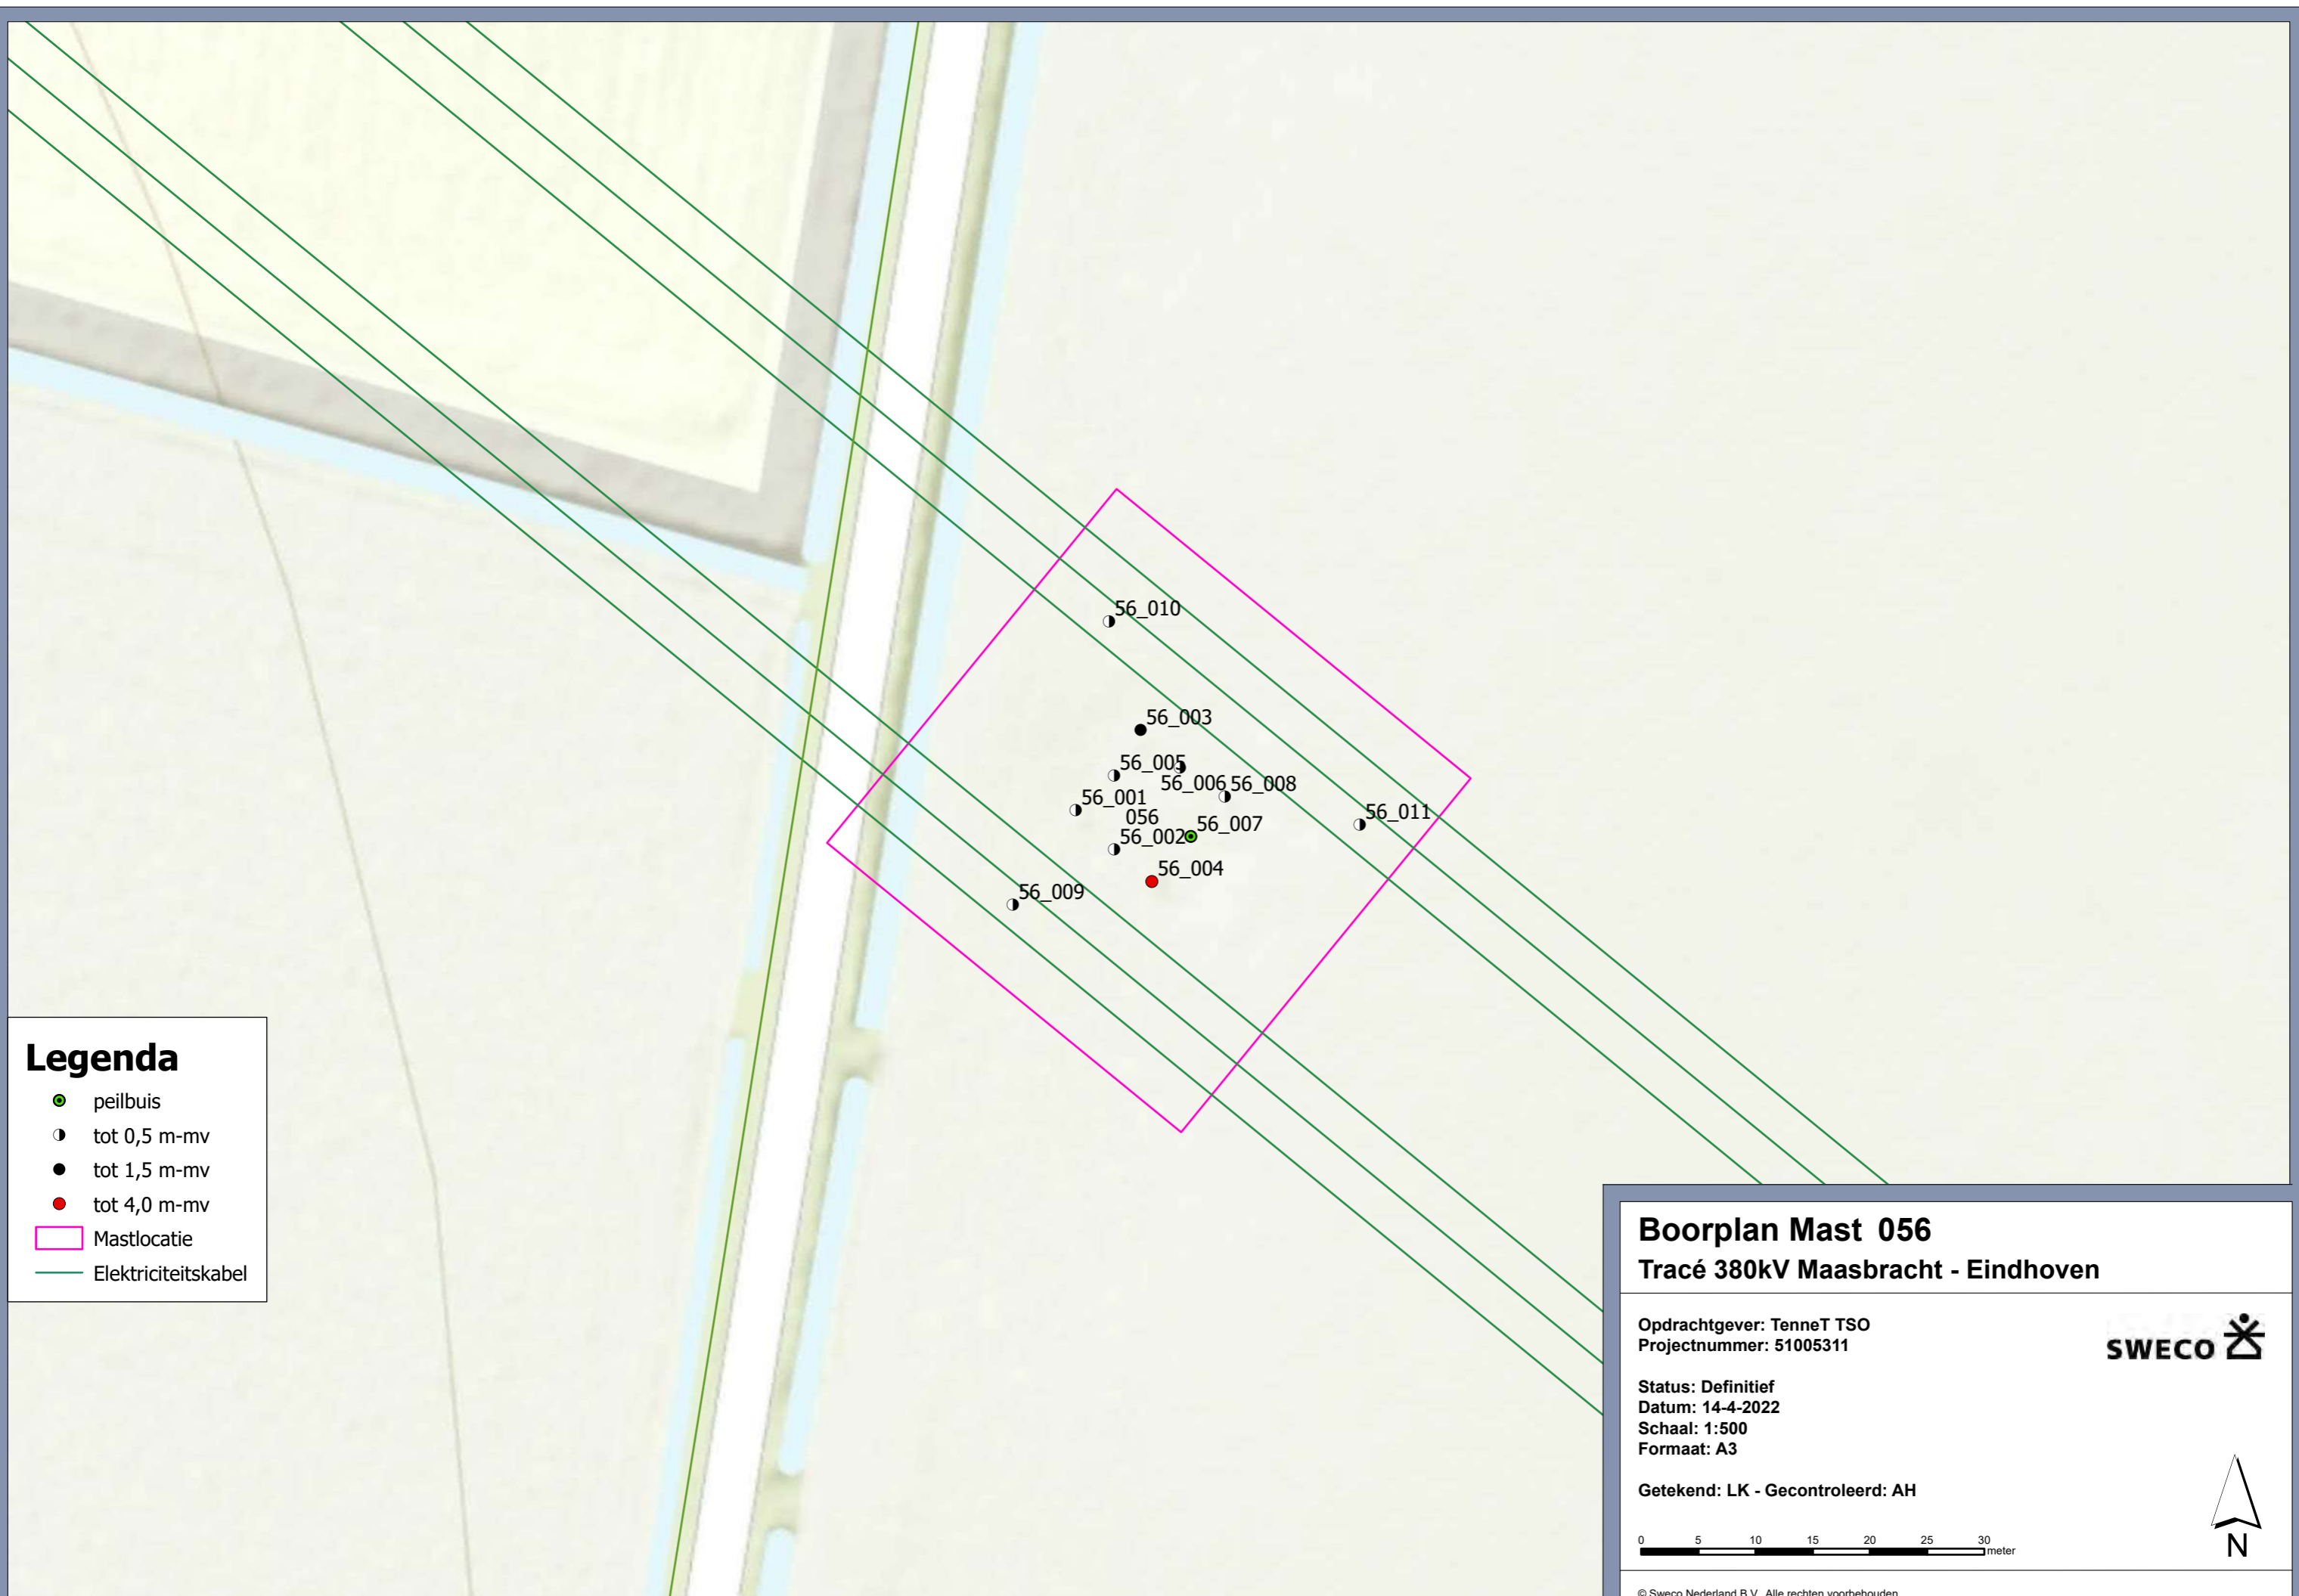 56_010
56_003
56_005
56_006
56_008
56_001
056
56_011
56_007
56_002
56_004
56_009
Legenda
peilbuis
tot 0,5 m-mv
tot 1,5 m-mv
tot 4,0 m-mv
Mastlocatie
Elektriciteitskabel
Boorplan Mast 056
Tracé 380kV Maasbracht - Eindhoven
Opdrachtgever: TenneT TSO
Projectnummer: 51005311
SWECO
Status: Definitief
Datum: 14-4-2022
Schaal: 1:500
Formaat: A3
Getekend: LK - Gecontroleerd: AH
0 5 10 15 20 25 30
meter
N
© Sweco Nederland B.V. Alle rechten voorbehouden